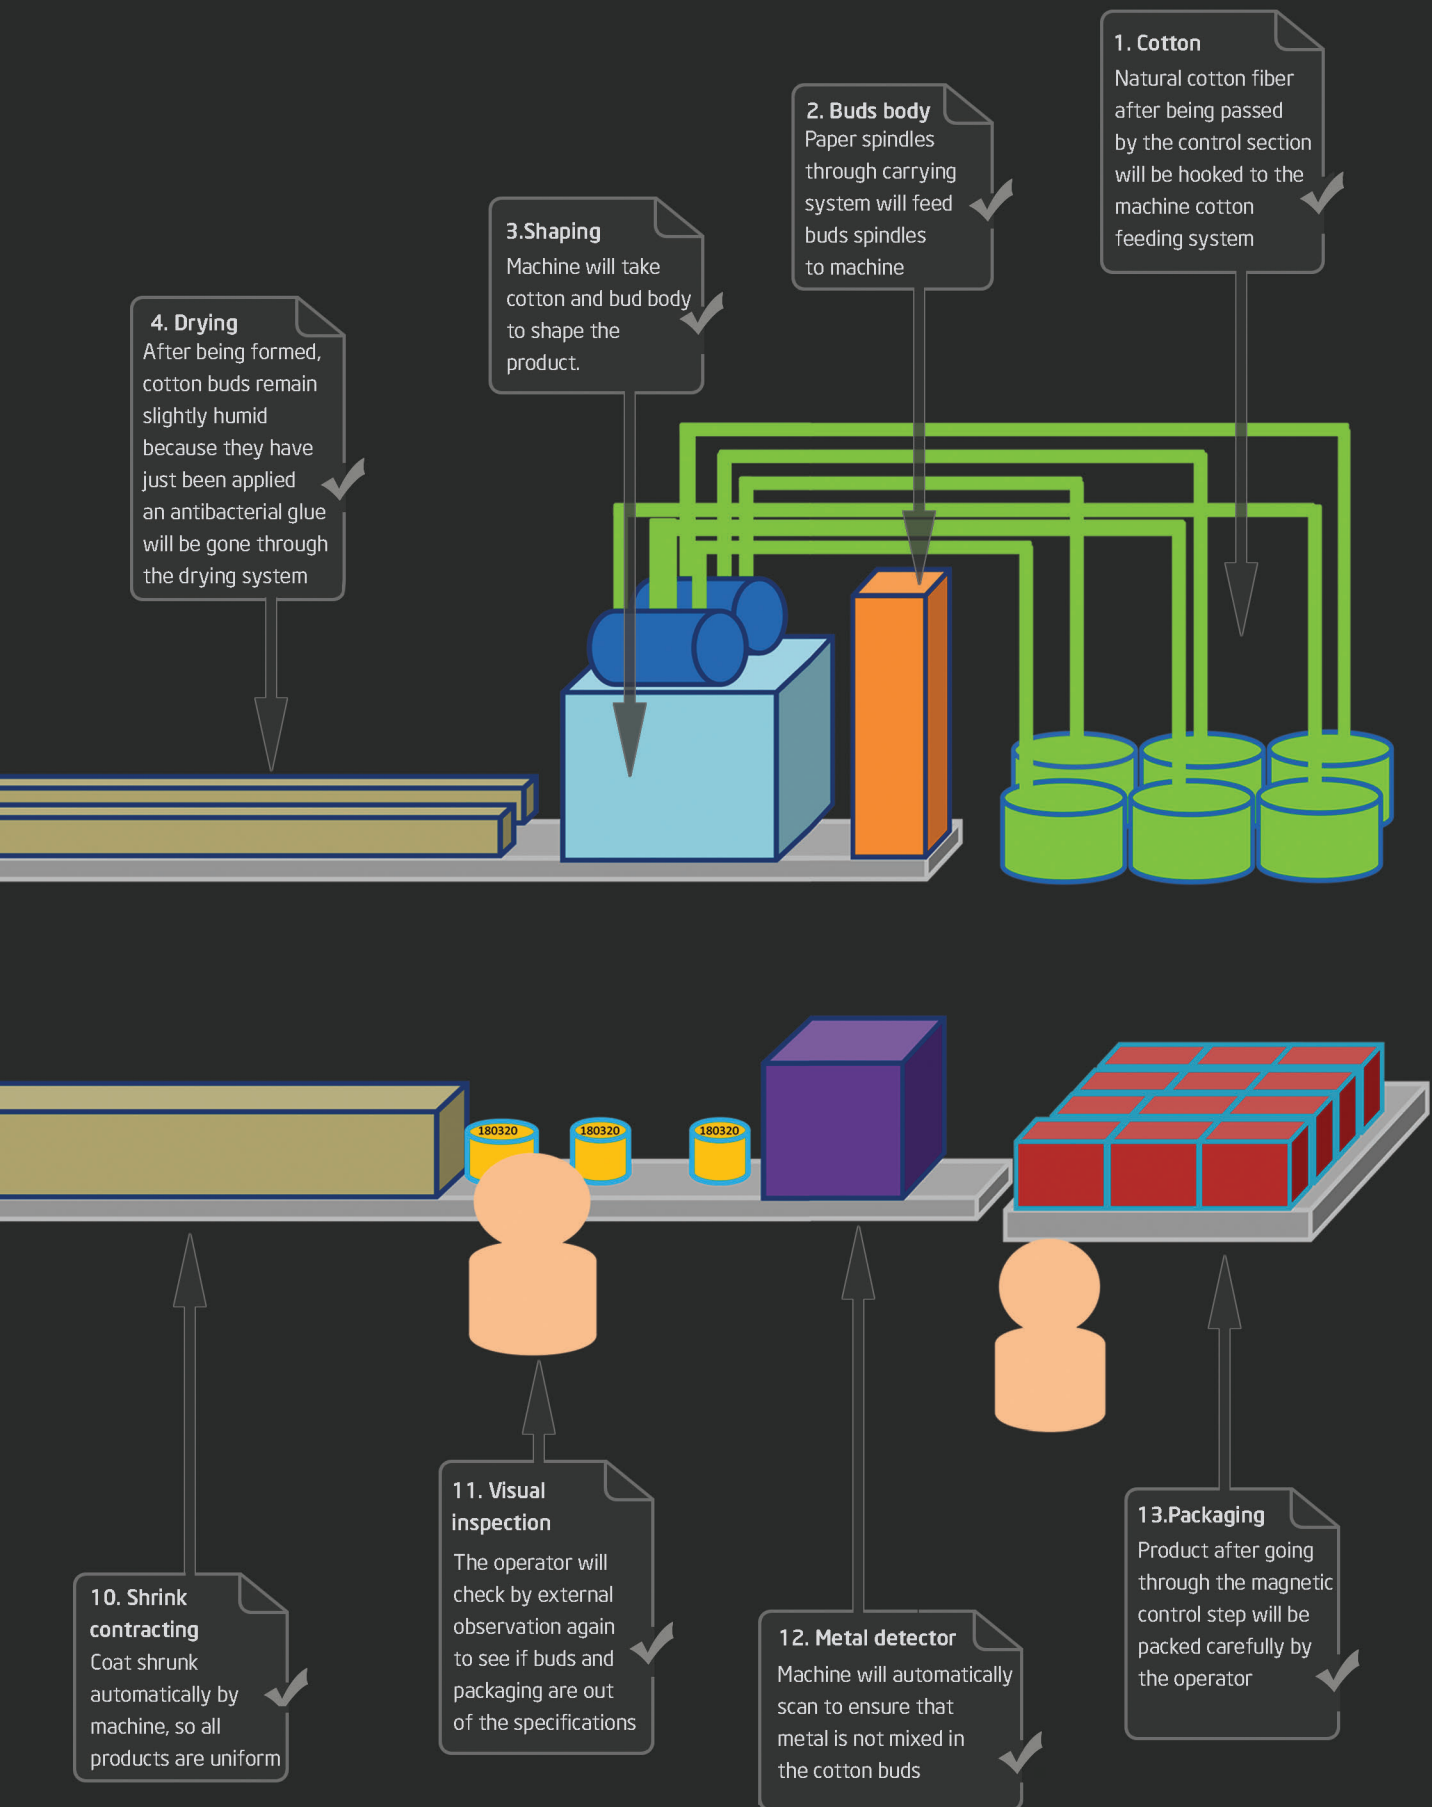 1. Cotton
Natural cotton fiber
after being passed
by the control section
will be hooked to the
machine cotton
feeding system
2. Buds body
Paper spindles
through carrying
system will feed
buds spindles
to machine
3.Shaping
Machine will take
cotton and bud body
to shape the
product.
4. Drying
After being formed,
cotton buds remain
slightly humid
because they have
just been applied
an antibacterial glue
will be gone through
the drying system
180320
180320
180320
10. Shrink
contracting
Coat shrunk
automatically by
machine, so all
products are uniform
11. Visual
inspection
The operator will
check by external
observation again
to see if buds and
packaging are out
of the specifications
12. Metal detector
Machine will automatically
scan to ensure that
metal is not mixed in
the cotton buds
13.Packaging
Product after going
through the magnetic
control step will be
packed carefully by
the operator